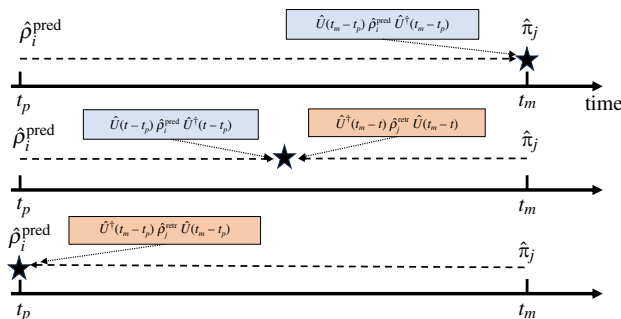 ρ̂ᵢᵖʳᵉᵈ
Û(tₘ − tₚ) ρ̂ᵢᵖʳᵉᵈ Û†(tₘ − tₚ)
π̂ⱼ
tₚ
tₘ
time
ρ̂ᵢᵖʳᵉᵈ
Û(t − tₚ) ρ̂ᵢᵖʳᵉᵈ Û†(t − tₚ)
Û†(tₘ − t) ρ̂ⱼʳᵉᵗʳ Û(tₘ − t)
π̂ⱼ
tₚ
tₘ
ρ̂ᵢᵖʳᵉᵈ
Û†(tₘ − tₚ) ρ̂ⱼʳᵉᵗʳ Û(tₘ − tₚ)
π̂ⱼ
tₚ
tₘ